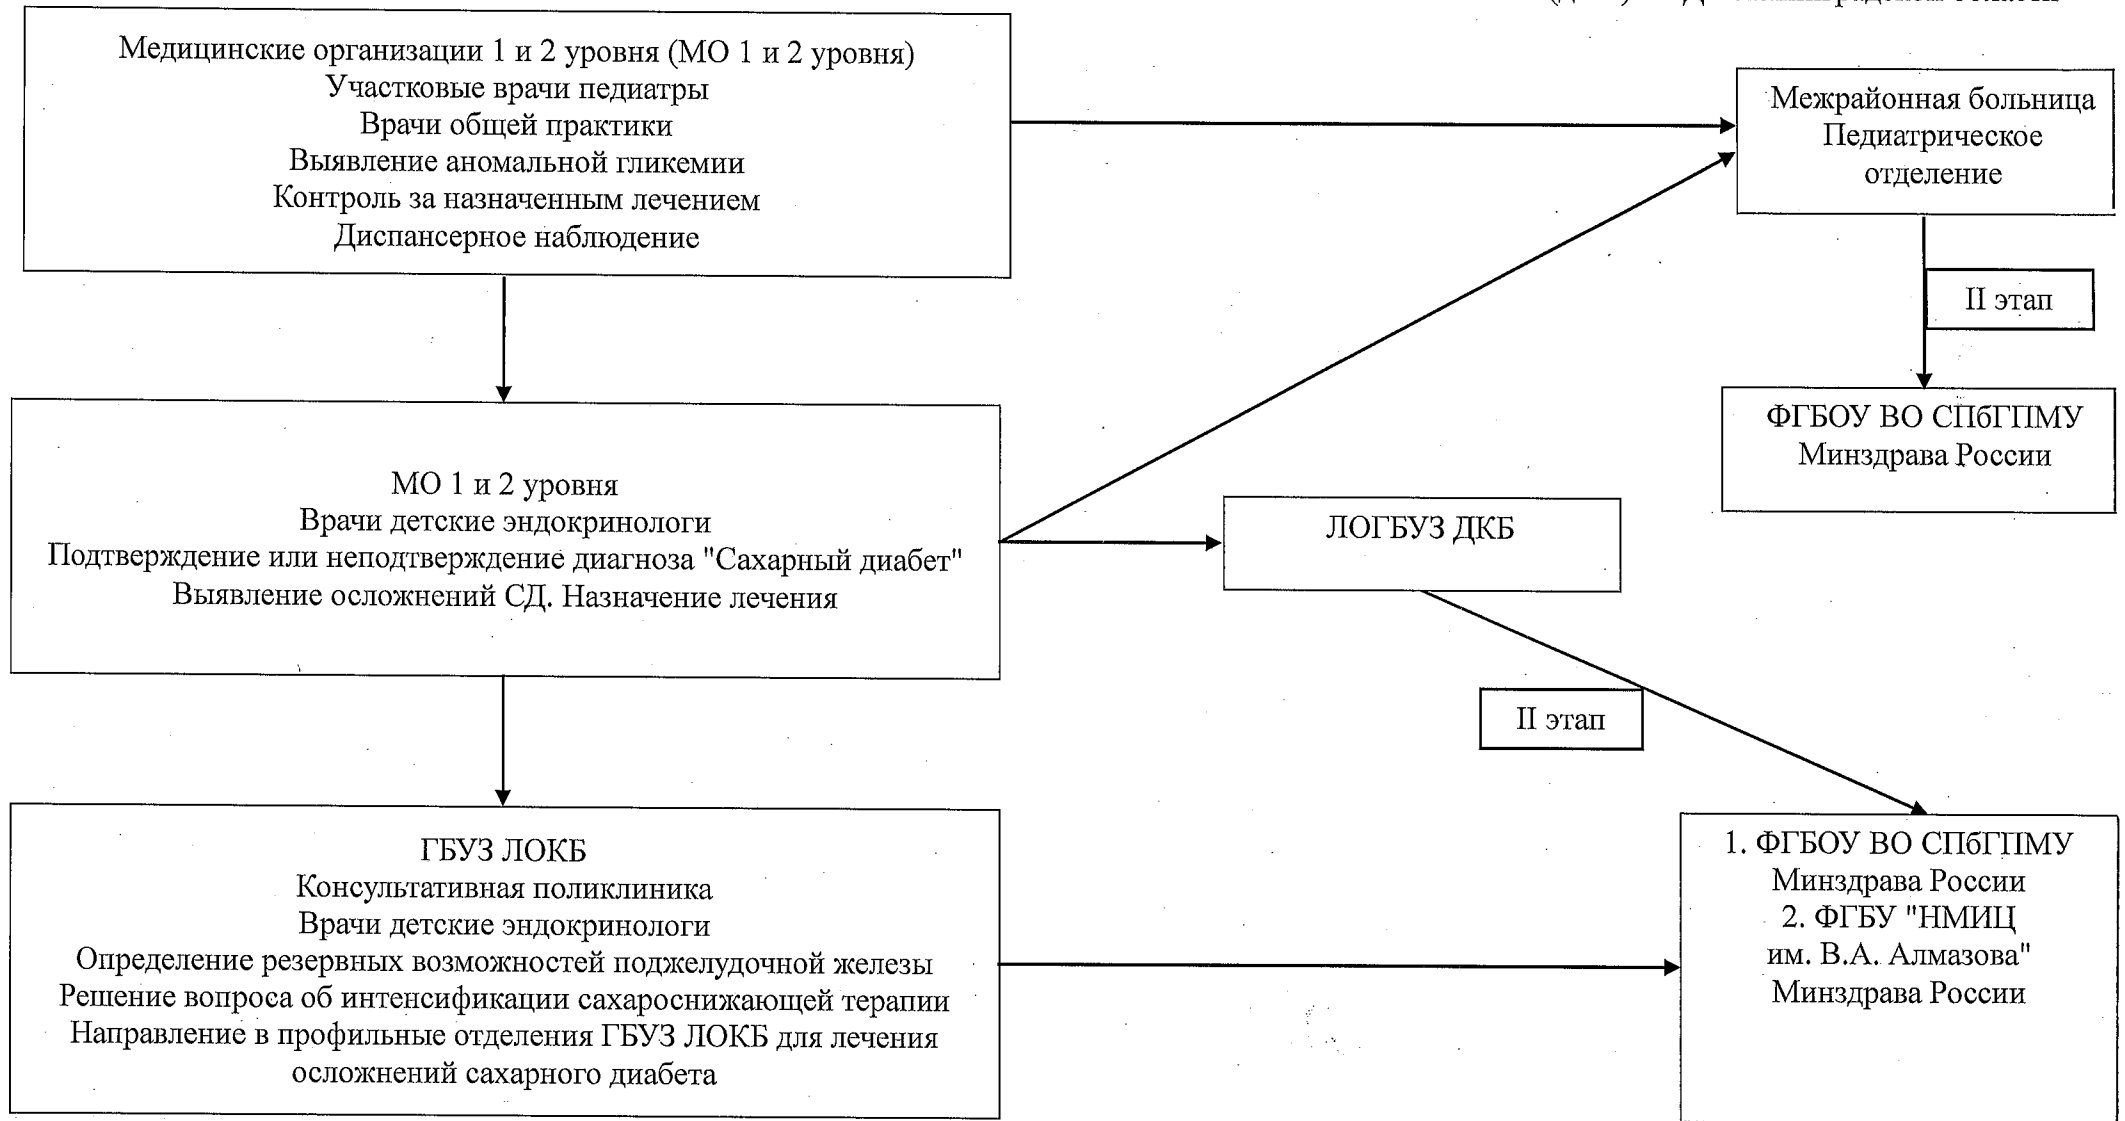 Медицинские организации 1 и 2 уровня (МО 1 и 2 уровня)
Участковые врачи педиатры
Врачи общей практики
Выявление аномальной гликемии
Контроль за назначенным лечением
Диспансерное наблюдение
Межрайонная больница
Педиатрическое
отделение
II этап
ФГБОУ ВО СПбГПМУ
Минздрава России
МО 1 и 2 уровня
Врачи детские эндокринологи
Подтверждение или неподтверждение диагноза "Сахарный диабет"
Выявление осложнений СД. Назначение лечения
ЛОГБУЗ ДКБ
II этап
ГБУЗ ЛОКБ
Консультативная поликлиника
Врачи детские эндокринологи
Определение резервных возможностей поджелудочной железы
Решение вопроса об интенсификации сахароснижающей терапии
Направление в профильные отделения ГБУЗ ЛОКБ для лечения
осложнений сахарного диабета
1. ФГБОУ ВО СПбГПМУ
Минздрава России
2. ФГБУ "НМИЦ
им. В.А. Алмазова"
Минздрава России